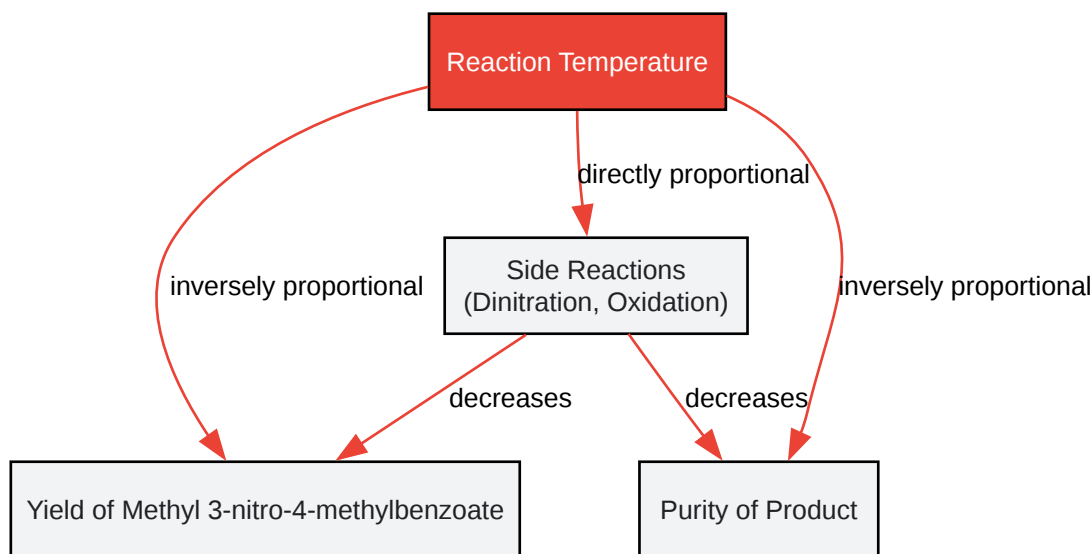 Reaction Temperature
directly proportional
Side Reactions
(Dinitration, Oxidation)
inversely proportional
inversely proportional
decreases
decreases
Yield of Methyl 3-nitro-4-methylbenzoate
Purity of Product